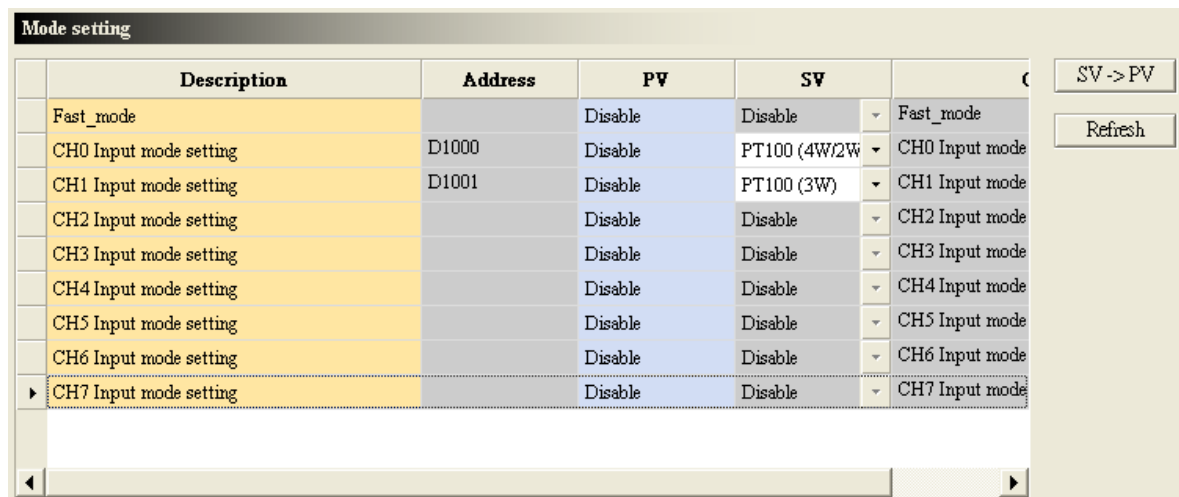 Mode setting
Description Address PV SV
SV -> PV
Fast_mode Disable Disable Fast_mode
Refresh
CH0 Input mode setting D1000 Disable PT100 (4W/2W CH0 Input mode
CH1 Input mode setting D1001 Disable PT100 (3W) CH1 Input mode
CH2 Input mode setting Disable Disable CH2 Input mode
CH3 Input mode setting Disable Disable CH3 Input mode
CH4 Input mode setting Disable Disable CH4 Input mode
CH5 Input mode setting Disable Disable CH5 Input mode
CH6 Input mode setting Disable Disable CH6 Input mode
CH7 Input mode setting Disable Disable CH7 Input mode